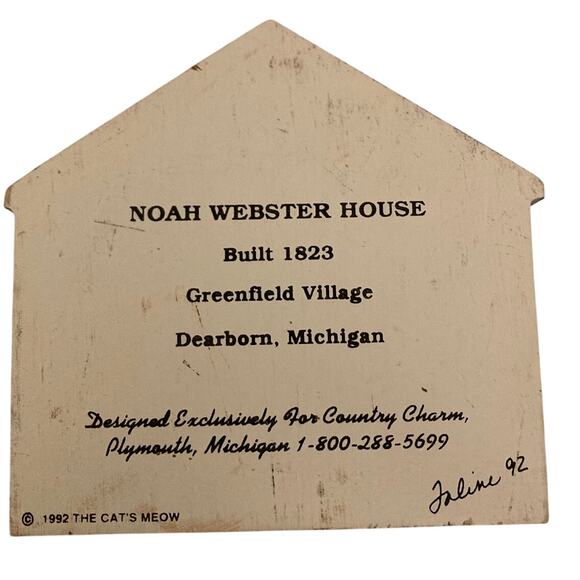 NOAH WEBSTER HOUSE
Built 1823
Greenfield Village
Dearborn, Michigan
Designed Exclusively For Country Charm,
Plymouth, Michigan 1-800-288-5699
Faline 92
© 1992 THE CAT'S MEOW